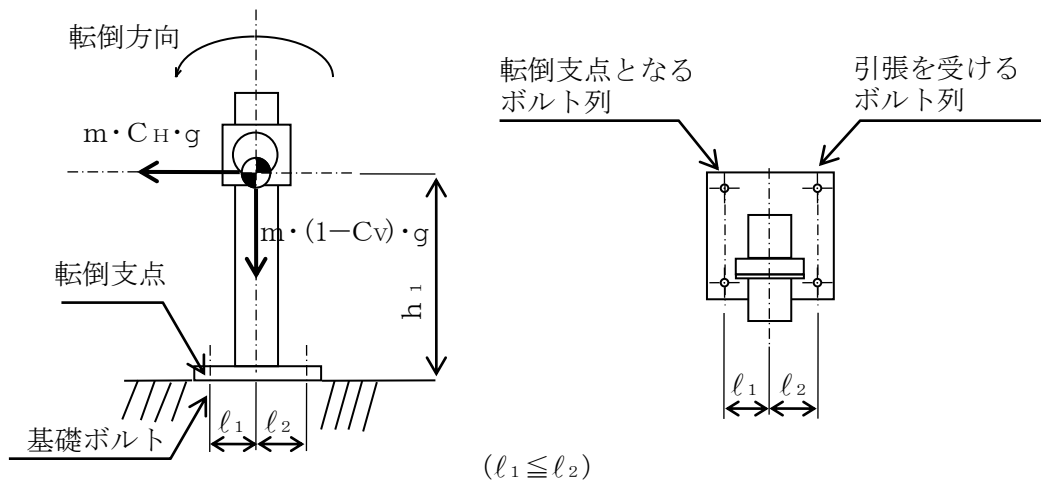 転倒方向
m・CH・g
m・(1－CV)・g
転倒支点
h1
ℓ1
ℓ2
基礎ボルト
転倒支点となる
ボルト列
引張を受ける
ボルト列
ℓ1
ℓ2
(ℓ1≦ℓ2)